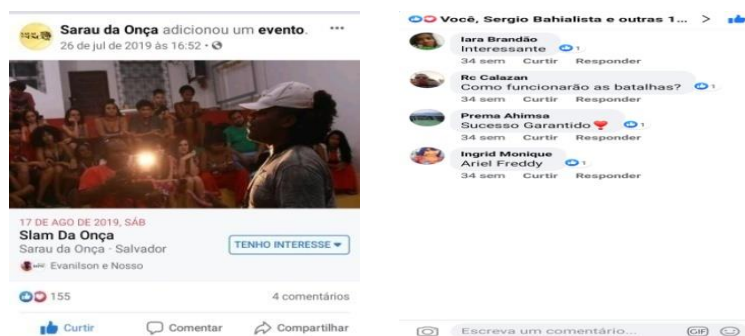 Sarau da Onça adicionou um evento.
26 de jul de 2019 às 16:52
17 DE AGO DE 2019, SÁB
Slam Da Onça
Sarau da Onça · Salvador
TENHO INTERESSE
Evanilson e Nosso
155
4 comentários
Curtir
Comentar
Compartilhar
Você, Sergio Bahialista e outras 1... >
Iara Brandão
Interessante 1
34 sem Curtir Responder
Rc Calazan
Como funcionarão as batalhas? 1
34 sem Curtir Responder
Prema Ahimsa
Sucesso Garantido❣ 1
34 sem Curtir Responder
Ingrid Monique
Ariel Freddy 1
34 sem Curtir Responder
Escreva um comentário...
GIF